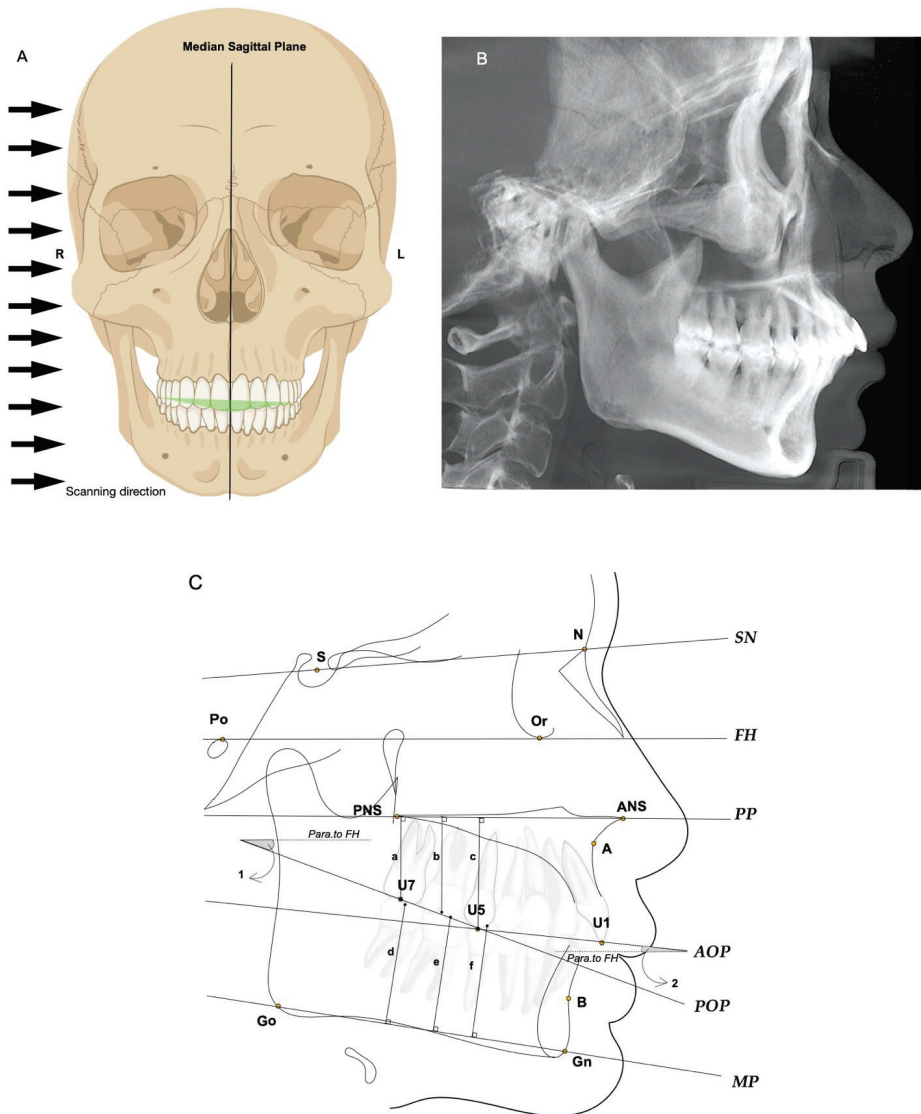 A
Median Sagittal Plane
R
L
Scanning direction
B
C
N
SN
S
Po
Or
FH
PNS
ANS
PP
Para.to FH
A
a
b
c
1
U7
U5
U1
AOP
Para.to FH
2
d
e
f
B
POP
Go
Gn
MP